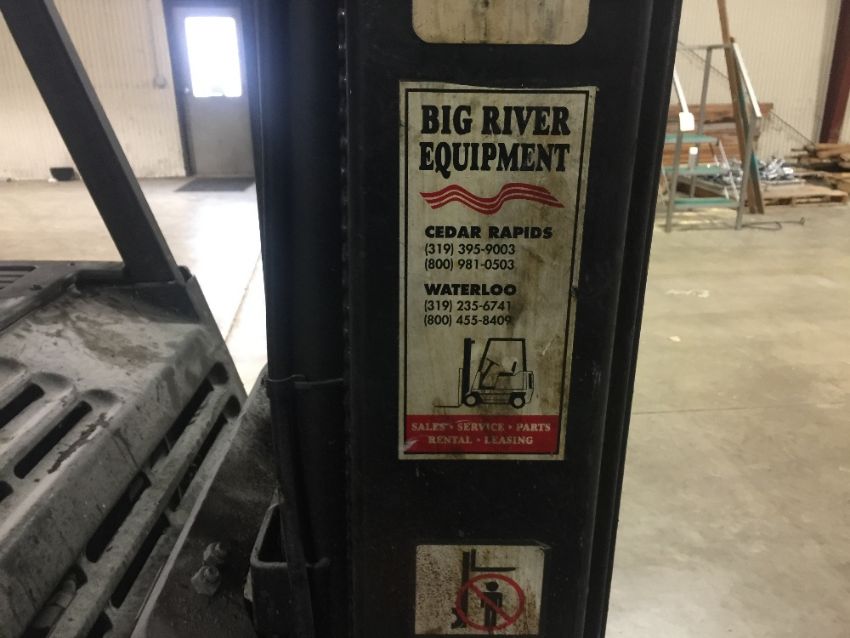 BIG RIVER
EQUIPMENT
CEDAR RAPIDS
(319) 395-9003
(800) 981-0503
WATERLOO
(319) 235-6741
(800) 455-8409
SALES • SERVICE • PARTS
RENTAL • LEASING